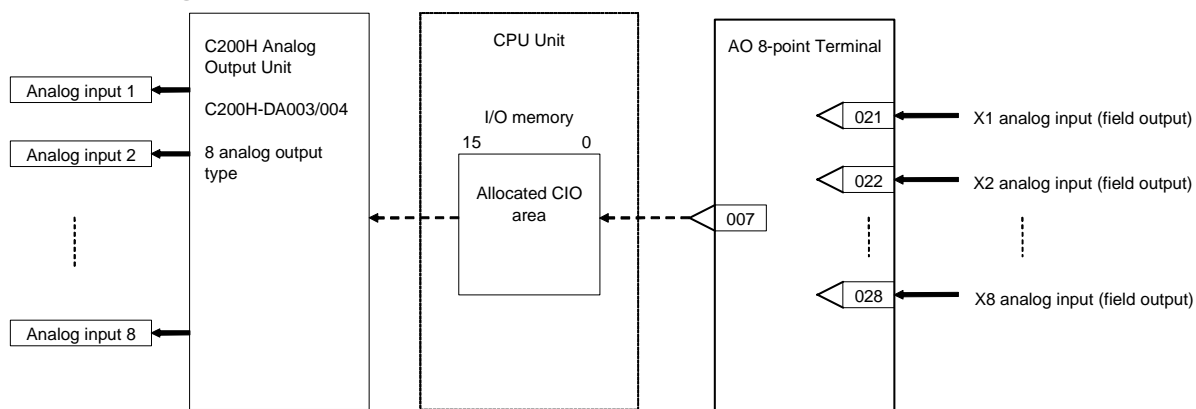 C200H Analog
Output Unit
C200H-DA003/004
8 analog output
type
Analog input 1
Analog input 2
Analog input 8
CPU Unit
I/O memory
15 0
Allocated CIO
area
AO 8-point Terminal
007
021
022
028
X1 analog input (field output)
X2 analog input (field output)
X8 analog input (field output)